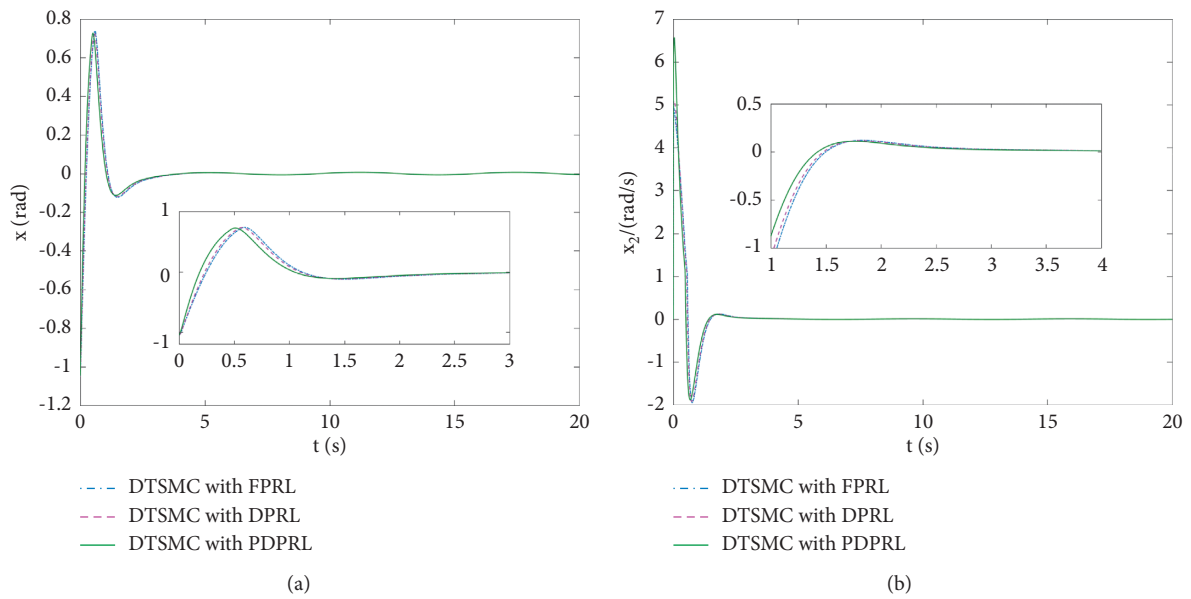 0.8
0.6
0.4
0.2
0
-0.2
-0.4
-0.6
-0.8
-1
-1.2
x (rad)
0 5 10 15 20
t (s)
1
0
-1
0 0.5 1 1.5 2 3
DTSMC with FPRL
DTSMC with DPRL
DTSMC with PDPRL
(a)
7
6
5
4
3
2
1
0
-1
-2
x₂/(rad/s)
0 5 10 15 20
t (s)
0.5
0
-0.5
-1
1 1.5 2 2.5 2.5 3 4
DTSMC with FPRL
DTSMC with DPRL
DTSMC with PDPRL
(b)